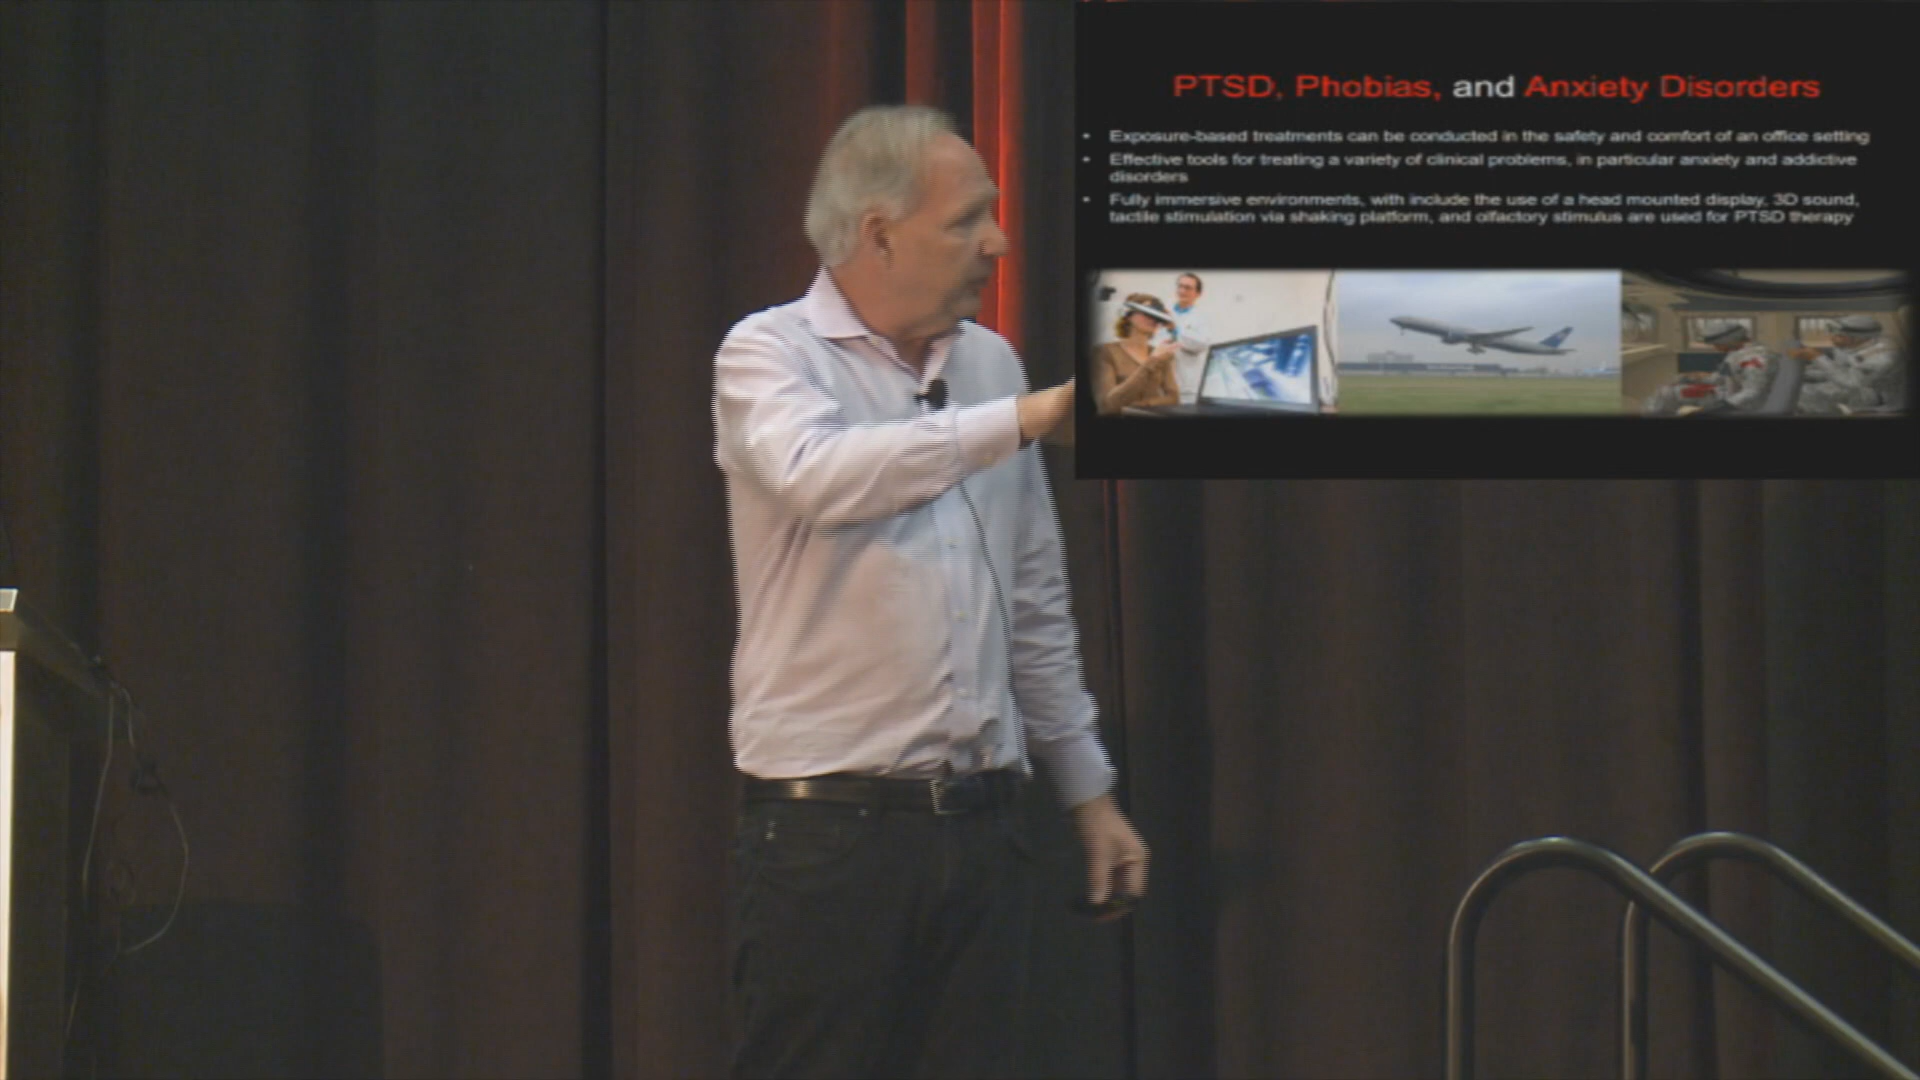 PTSD, Phobias, and Anxiety Disorders
• Exposure-based treatments can be conducted in the safety and comfort of an office setting
• Effective tools for treating a variety of clinical problems, in particular anxiety and addictive
disorders
• Fully immersive environments, with include the use of a head mounted display, 3D sound,
tactile stimulation via shaking platform, and olfactory stimulus are used for PTSD therapy